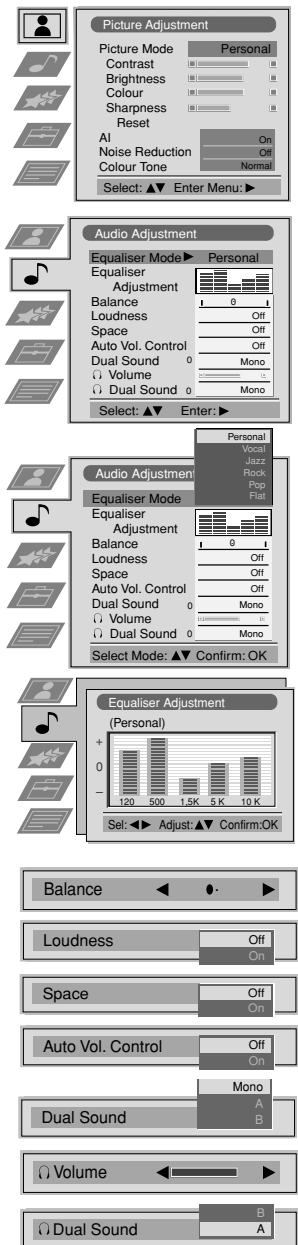 Picture Adjustment
Picture Mode Personal
Contrast
Brightness
Colour
Sharpness
Reset
AI On
Noise Reduction Off
Colour Tone Normal
Select: ▲▼ Enter Menu: ▶
Audio Adjustment
Equaliser Mode ▶ Personal
Equaliser
Adjustment
Balance 0
Loudness Off
Space Off
Auto Vol. Control Off
Dual Sound 0 Mono
Volume
Dual Sound 0 Mono
Select: ▲▼ Enter: ▶
Personal
Vocal
Jazz
Rock
Pop
Flat
Audio Adjustment
Equaliser Mode
Equaliser
Adjustment
Balance 0
Loudness Off
Space Off
Auto Vol. Control Off
Dual Sound 0 Mono
Volume
Dual Sound 0 Mono
Select Mode: ▲▼ Confirm: OK
Equaliser Adjustment
(Personal)
+
0
–
120 500 1,5K 5 K 10 K
Sel: ◀▶ Adjust: ▲▼ Confirm:OK
Balance ◀ ▶
Loudness Off
On
Space Off
On
Auto Vol. Control Off
On
Mono
A
Dual Sound B
Volume ◀ ▶
B
Dual Sound A